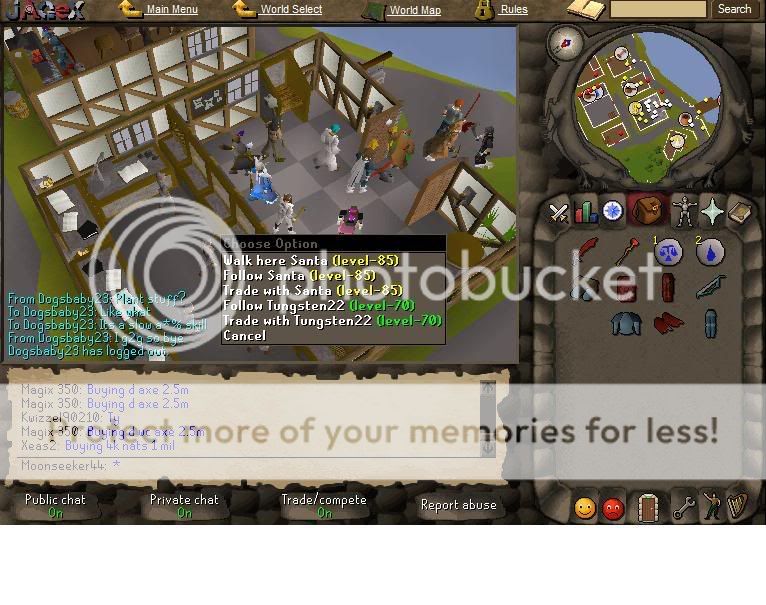 JAGEX
Main Menu
World Select
World Map
Rules
Search
Choose Option
Walk here Santa (level-85)
Follow Santa (level-85)
Trade with Santa (level-85)
Follow Tungsten22 (level-70)
Trade with Tungsten22 (level-70)
Cancel
1
2
photobucket
From Dogsbaby23: Plant stuff?
To Dogsbaby23: Like what
To Dogsbaby23: Its a slow a*% skill
From Dogsbaby23: I g2g so bye
Dogsbaby23 has logged out.
Magix 350: Buying d axe 2.5m
Magix 350: Buying d axe 2.5m
Kwizzel90210: Ty
Magix 350: Buying d wc axe 2.5m
Xeas2: Buying 4k nats 1 mil
Moonseeker44: *
Protect more of your memories for less!
Public chat
On
Private chat
On
Trade/compete
On
Report abuse